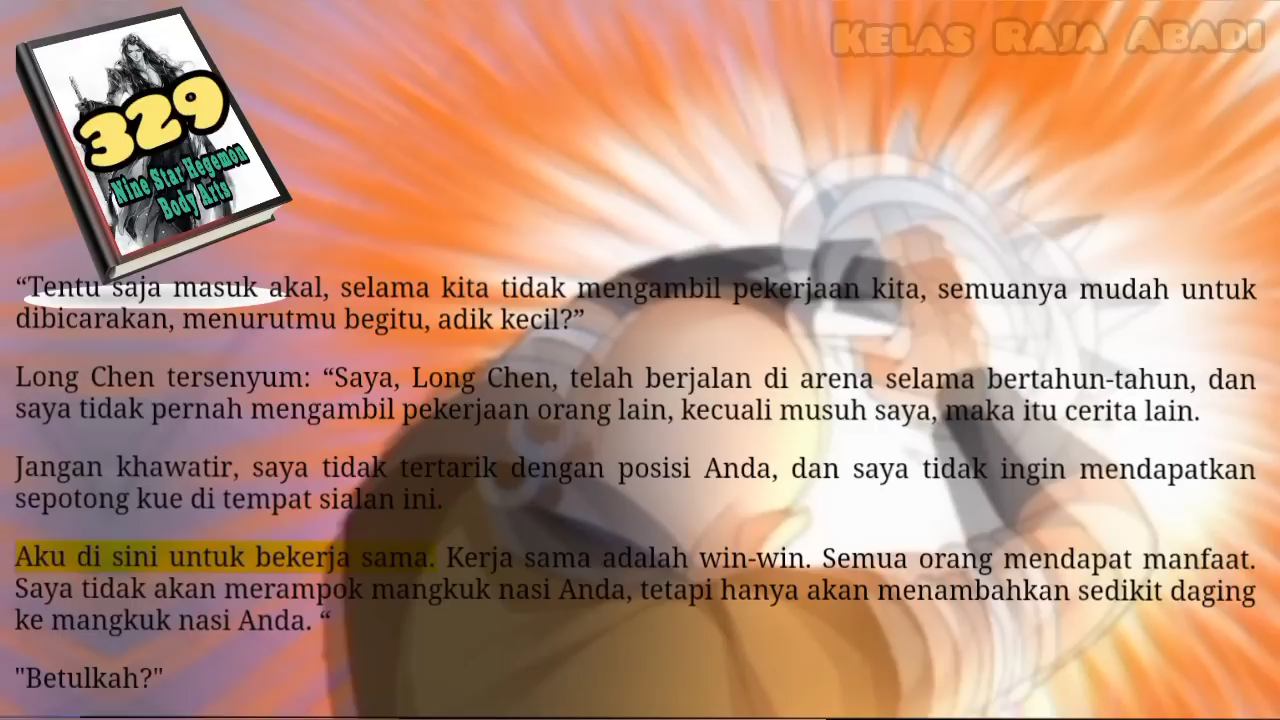 Kelas Raja Abadi
329
Nine Star Hegemon
Body Arts
“Tentu saja masuk akal, selama kita tidak mengambil pekerjaan kita, semuanya mudah untuk
dibicarakan, menurutmu begitu, adik kecil?”
Long Chen tersenyum: “Saya, Long Chen, telah berjalan di arena selama bertahun-tahun, dan
saya tidak pernah mengambil pekerjaan orang lain, kecuali musuh saya, maka itu cerita lain.
Jangan khawatir, saya tidak tertarik dengan posisi Anda, dan saya tidak ingin mendapatkan
sepotong kue di tempat sialan ini.
Aku di sini untuk bekerja sama. Kerja sama adalah win-win. Semua orang mendapat manfaat.
Saya tidak akan merampok mangkuk nasi Anda, tetapi hanya akan menambahkan sedikit daging
ke mangkuk nasi Anda. “
"Betulkah?"